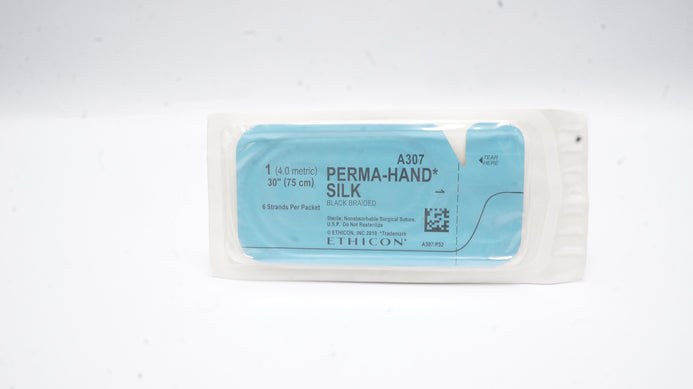 A307
1 (4.0 metric)
30" (75 cm)
PERMA-HAND*
SILK
BLACK BRAIDED
6 Strands Per Packet
1
TEAR
HERE
Sterile, Nonabsorbable Surgical Suture,
U.S.P. Do Not Resterilize
© ETHICON, INC 2010 *Trademark
ETHICON*
A307.P32